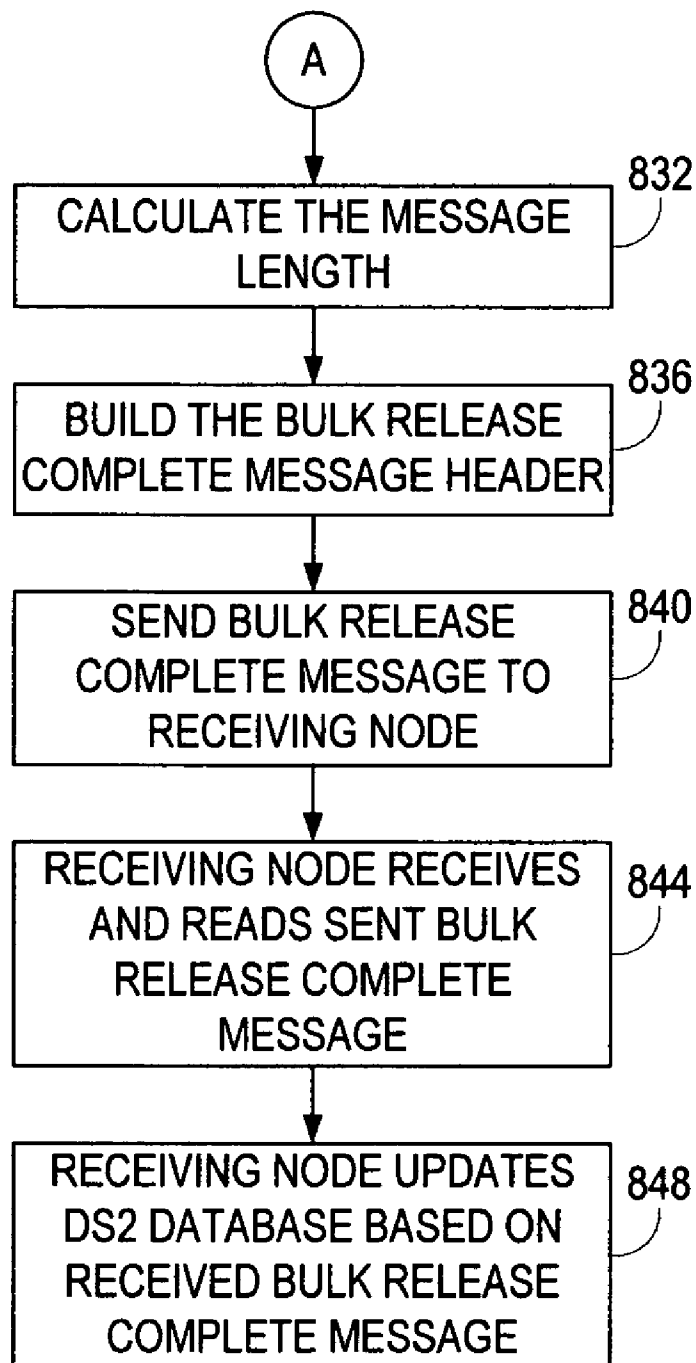 A
832
CALCULATE THE MESSAGE
LENGTH
836
BUILD THE BULK RELEASE
COMPLETE MESSAGE HEADER
840
SEND BULK RELEASE
COMPLETE MESSAGE TO
RECEIVING NODE
844
RECEIVING NODE RECEIVES
AND READS SENT BULK
RELEASE COMPLETE
MESSAGE
848
RECEIVING NODE UPDATES
DS2 DATABASE BASED ON
RECEIVED BULK RELEASE
COMPLETE MESSAGE